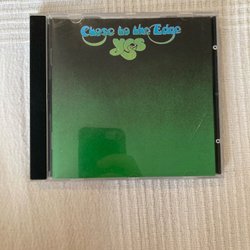 Close to the Edge
yes